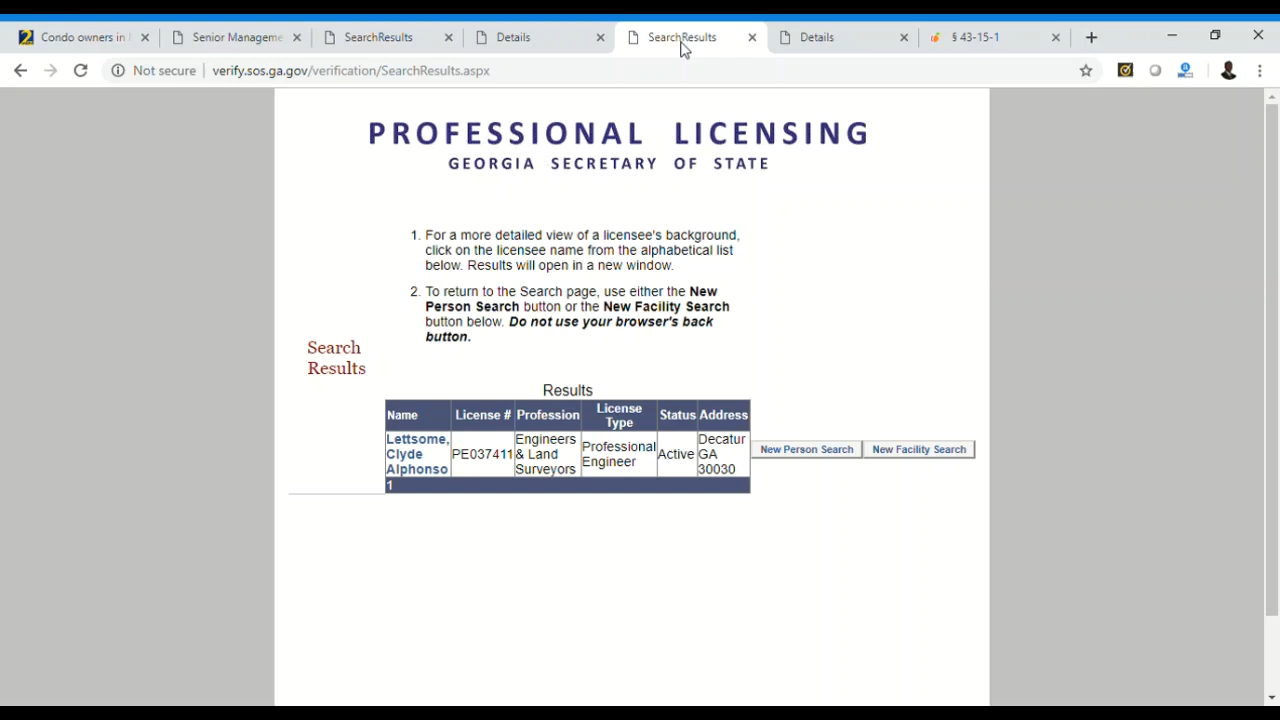 Condo owners in
Senior Manageme
SearchResults
Details
SearchResults
Details
§ 43-15-1
Not secure
verify.sos.ga.gov/verification/SearchResults.aspx
PROFESSIONAL LICENSING
GEORGIA SECRETARY OF STATE
1. For a more detailed view of a licensee's background,
click on the licensee name from the alphabetical list
below. Results will open in a new window.
2. To return to the Search page, use either the New
Person Search button or the New Facility Search
button below. Do not use your browser's back
button.
Search
Results
Results
Name License # Profession License Type Status Address
Lettsome, Clyde Alphonso PE037411 Engineers & Land Surveyors Professional Engineer Active Decatur GA 30030
1
New Person Search New Facility Search